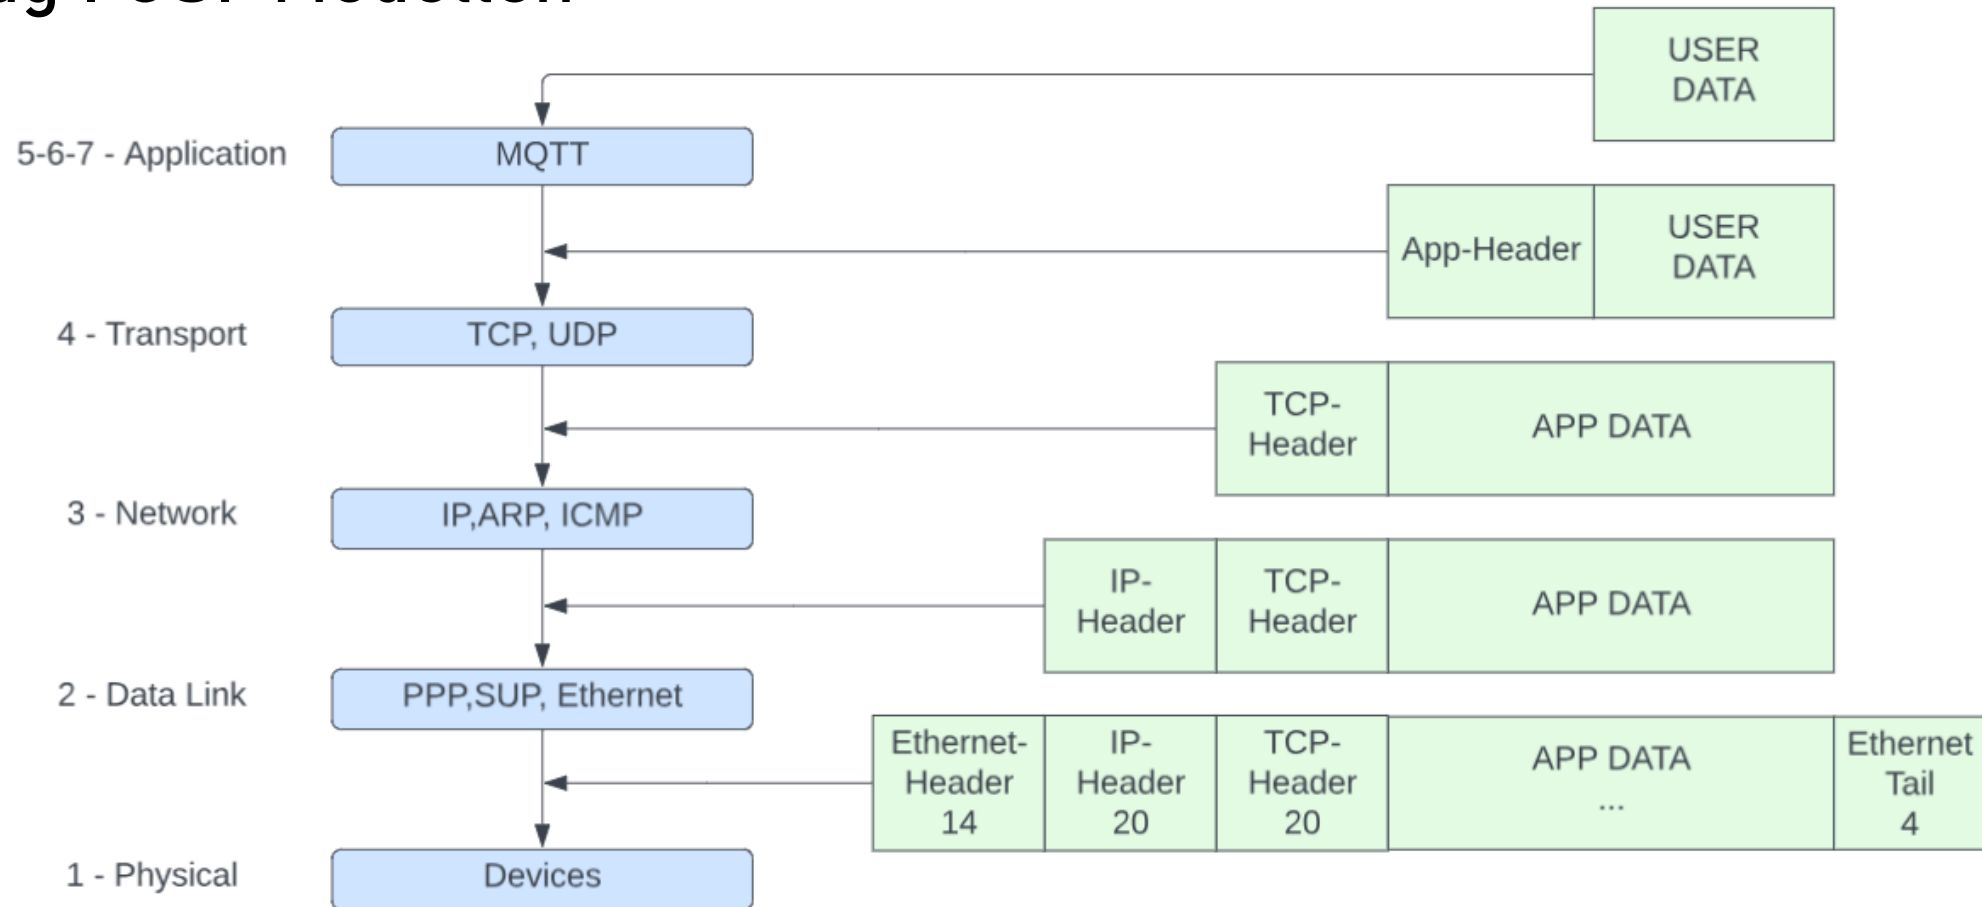 USER
DATA
5-6-7 - Application
MQTT
App-Header
USER
DATA
4 - Transport
TCP, UDP
TCP-
Header
APP DATA
3 - Network
IP,ARP, ICMP
IP-
Header
TCP-
Header
APP DATA
2 - Data Link
PPP,SUP, Ethernet
Ethernet-
Header
14
IP-
Header
20
TCP-
Header
20
APP DATA
...
Ethernet
Tail
4
1 - Physical
Devices